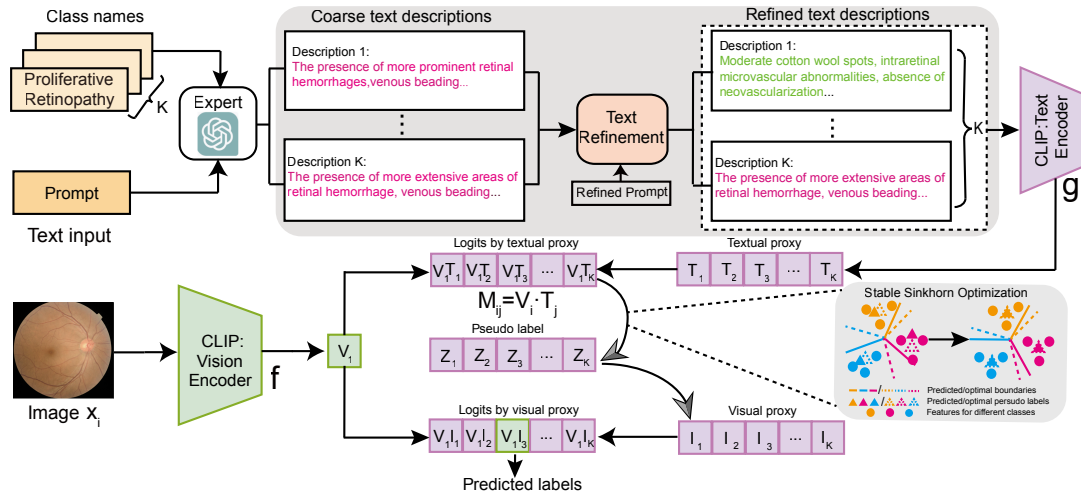 Class names
Coarse text descriptions
Refined text descriptions
Proliferative
Retinopathy
K
Expert
Prompt
Text input
Description 1:
The presence of more prominent retinal
hemorrhages,venous beading...
⋮
Description K:
The presence of more extensive areas of
retinal hemorrhage, venous beading...
Text
Refinement
Refined Prompt
Description 1:
Moderate cotton wool spots, intraretinal
microvascular abnormalities, absence of
neovascularization...
⋮
Description K:
The presence of more extensive areas of
retinal hemorrhage, venous beading...
K
CLIP:Text
Encoder
g
Logits by textual proxy
V₁T₁ V₁T₂ V₁T₃ ... V₁Tₖ
Textual proxy
T₁ T₂ T₃ ... Tₖ
Mᵢⱼ=Vᵢ·Tⱼ
Pseudo label
Z₁ Z₂ Z₃ ... Zₖ
CLIP:
Vision
Encoder
f
V₁
Image xᵢ
Logits by visual proxy
V₁I₁ V₁I₂ V₁I₃ ... V₁Iₖ
Visual proxy
I₁ I₂ I₃ ... Iₖ
Predicted labels
Stable Sinkhorn Optimization
Predicted/optimal boundaries
Predicted/optimal persudo labels
Features for different classes